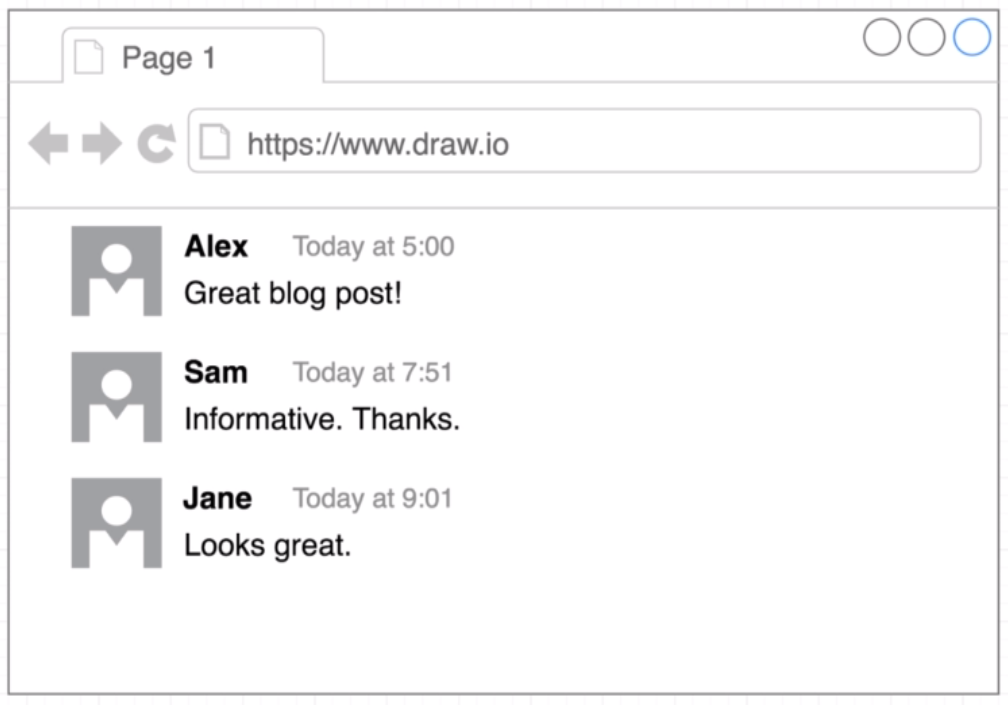 Page 1
https://www.draw.io
Alex Today at 5:00
Great blog post!
Sam Today at 7:51
Informative. Thanks.
Jane Today at 9:01
Looks great.